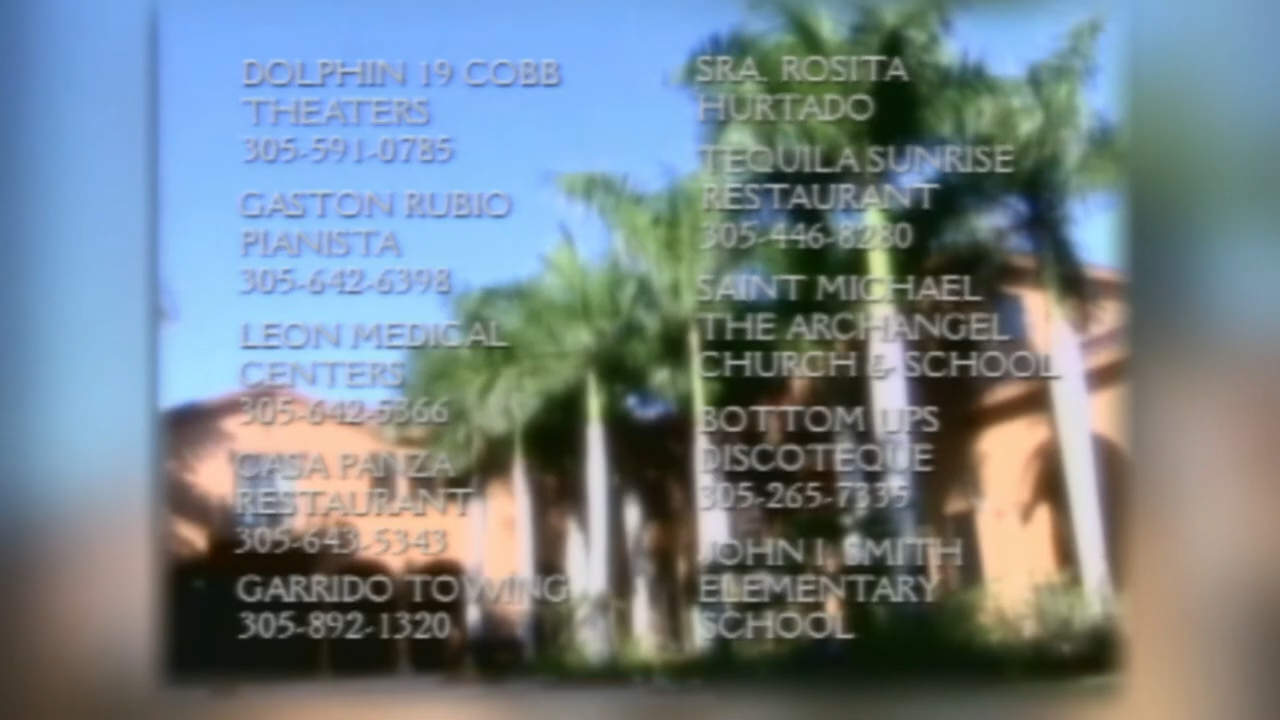 DOLPHIN 19 COBB
THEATERS
305-591-0785
GASTON RUBIO
PIANISTA
305-642-6398
LEON MEDICAL
CENTERS
305-642-5366
CASA PANZA
RESTAURANT
305-643-5343
GARRIDO TOWING
305-892-1320
SRA. ROSITA
HURTADO
TEQUILA SUNRISE
RESTAURANT
305-446-8280
SAINT MICHAEL
THE ARCHANGEL
CHURCH & SCHOOL
BOTTOM UPS
DISCOTEQUE
305-265-7335
JOHN I. SMITH
ELEMENTARY
SCHOOL